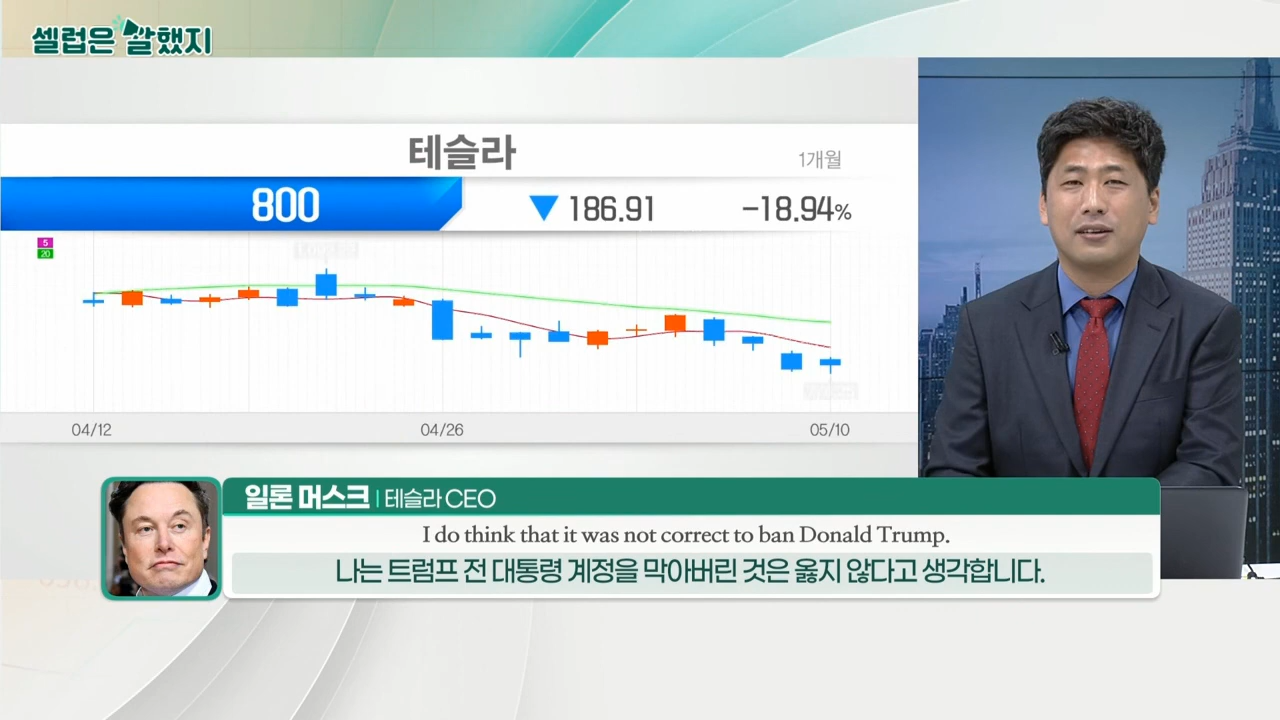 셀럽은 말했지
테슬라
1개월
800 ▼ 186.91 -18.94%
5
20
04/12 04/26 05/10
일론 머스크 | 테슬라 CEO
I do think that it was not correct to ban Donald Trump.
나는 트럼프 전 대통령 계정을 막아버린 것은 옳지 않다고 생각합니다.